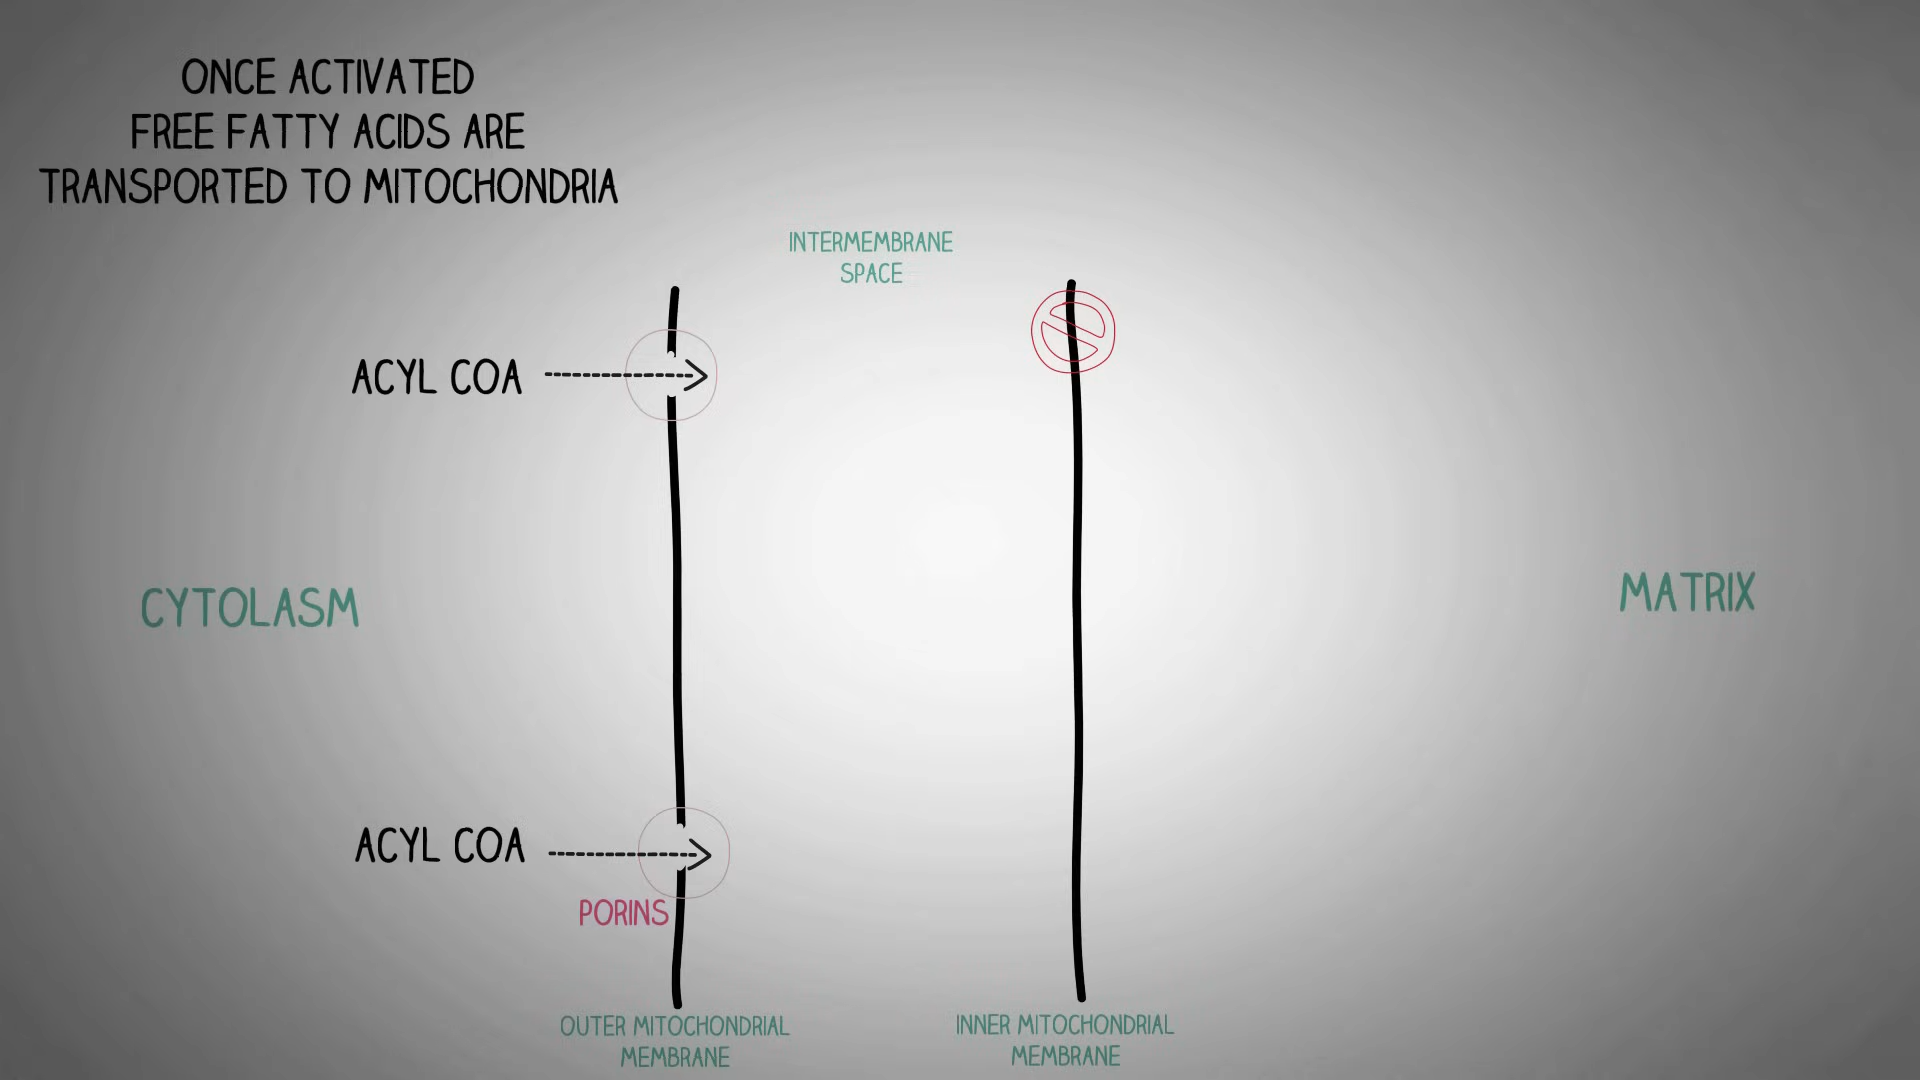 ONCE ACTIVATED
FREE FATTY ACIDS ARE
TRANSPORTED TO MITOCHONDRIA
INTERMEMBRANE
SPACE
ACYL COA
CYTOLASM
MATRIX
ACYL COA
PORINS
OUTER MITOCHONDRIAL
MEMBRANE
INNER MITOCHONDRIAL
MEMBRANE